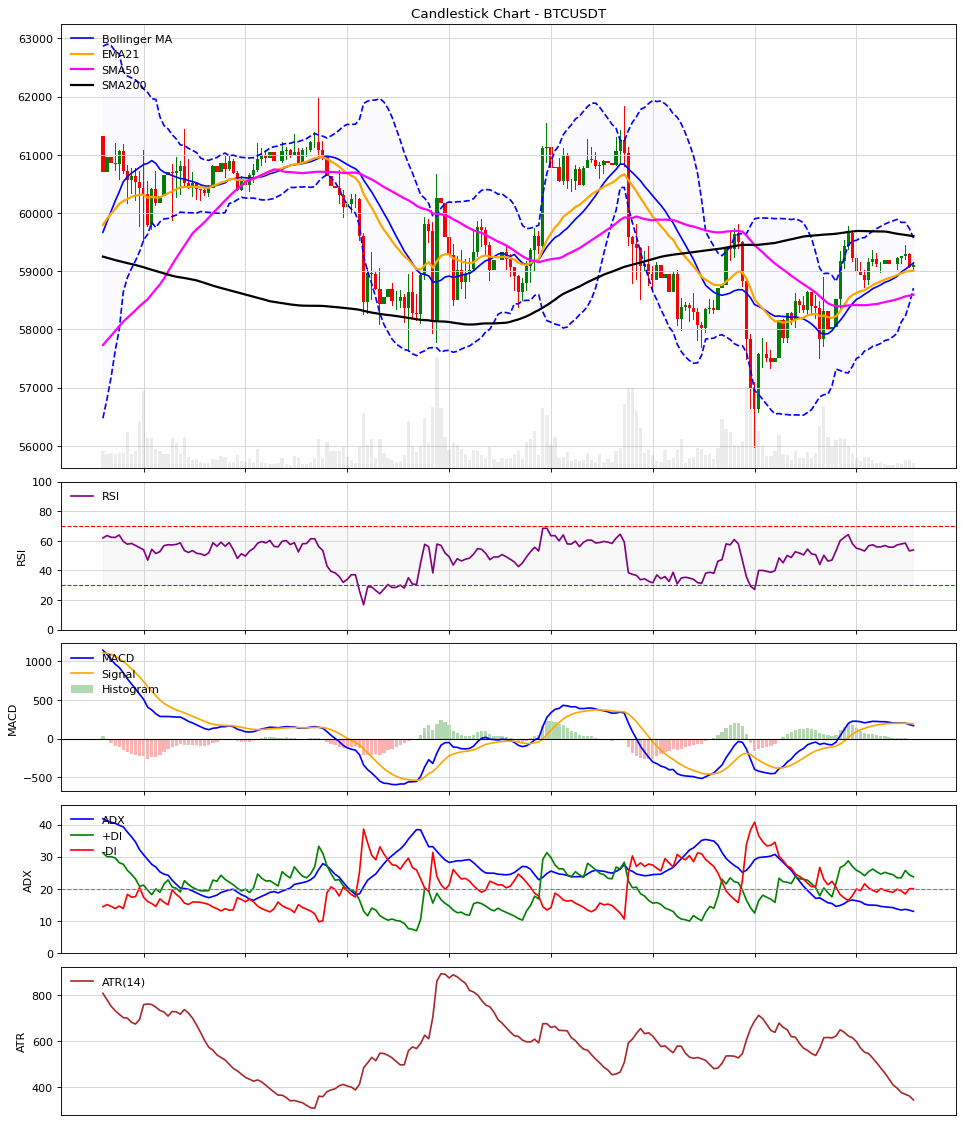 Candlestick Chart - BTCUSDT
63000
62000
61000
60000
59000
58000
57000
56000
Bollinger MA
EMA21
SMA50
SMA200
100
80
60
40
20
0
RSI
RSI
1000
500
0
−500
MACD
MACD
Signal
Histogram
40
30
20
10
0
ADX
ADX
+DI
-DI
800
600
400
ATR
ATR(14)